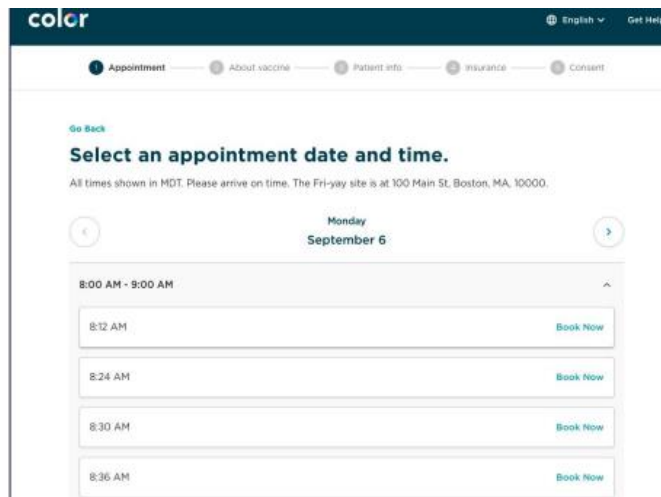 color
English
Get Help
1 Appointment
About vaccine
Patient info
Insurance
Consent
Go Back
Select an appointment date and time.
All times shown in MDT. Please arrive on time. The Fri-yay site is at 100 Main St, Boston, MA, 10000.
Monday
September 6
8:00 AM - 9:00 AM
8:12 AM Book Now
8:24 AM Book Now
8:30 AM Book Now
8:36 AM Book Now